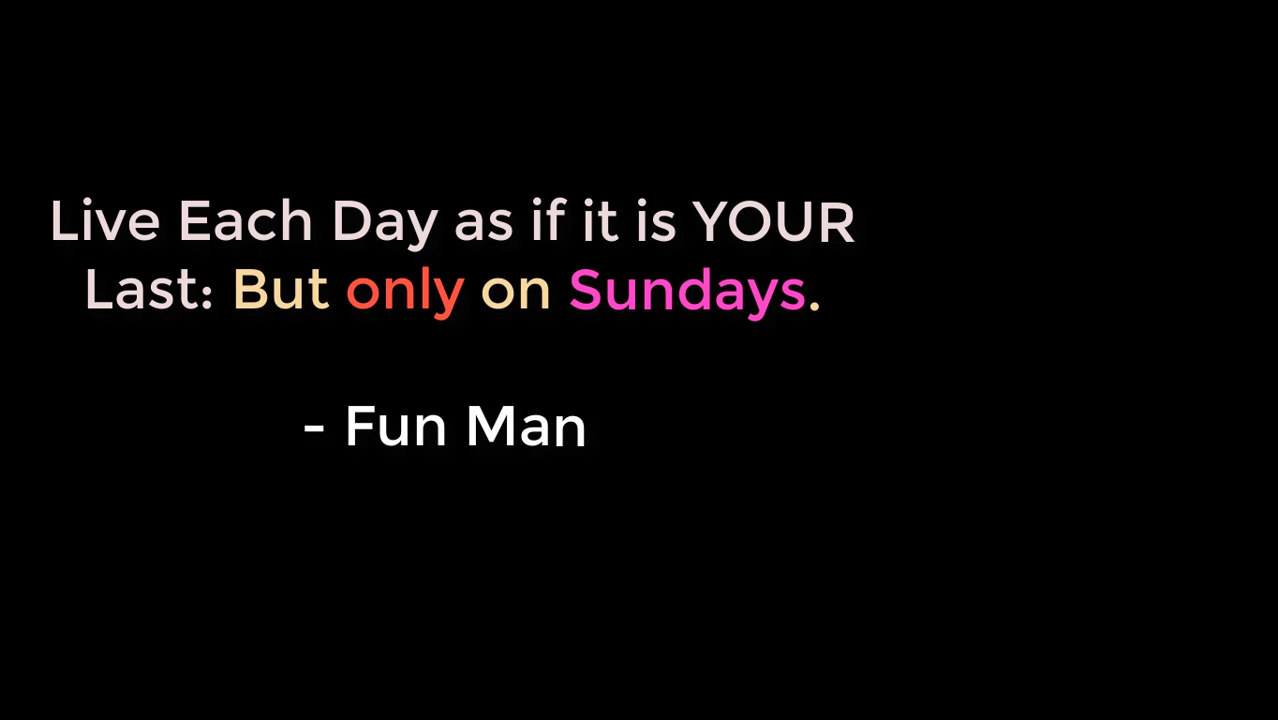 Live Each Day as if it is YOUR
Last: But only on Sundays.
- Fun Man